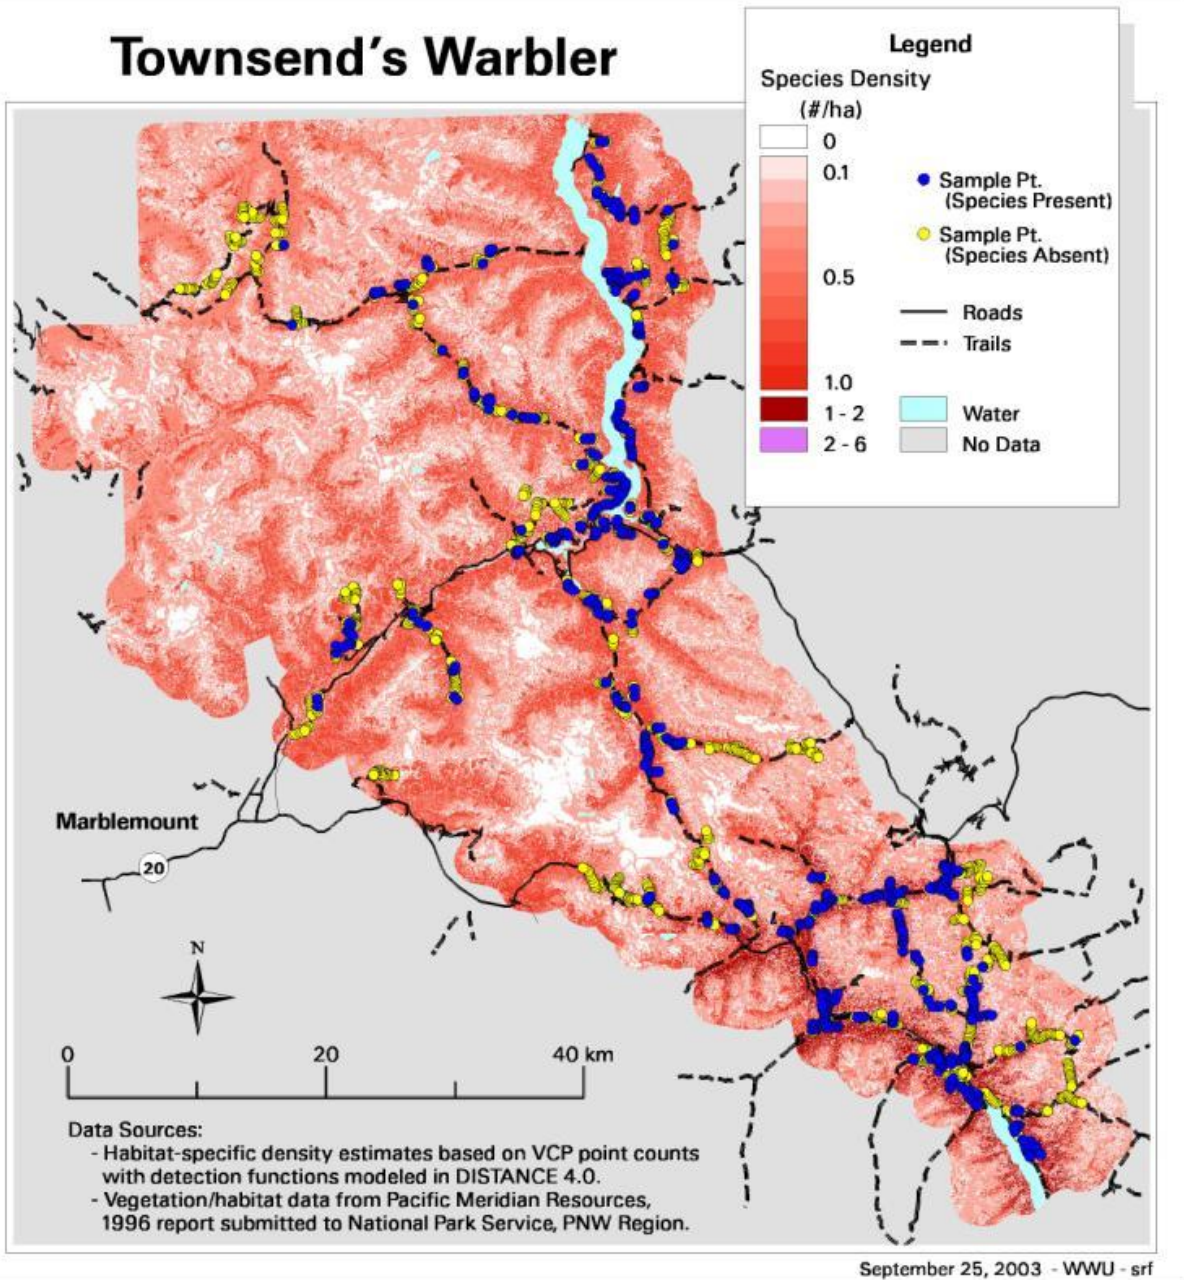 Townsend's Warbler
Legend
Species Density
(#/ha)
0
0.1
0.5
1.0
1 - 2
2 - 6
Sample Pt.
(Species Present)
Sample Pt.
(Species Absent)
Roads
Trails
Water
No Data
Marblemount
20
N
0 20 40 km
Data Sources:
- Habitat-specific density estimates based on VCP point counts
with detection functions modeled in DISTANCE 4.0.
- Vegetation/habitat data from Pacific Meridian Resources,
1996 report submitted to National Park Service, PNW Region.
September 25, 2003 - WWU - srf